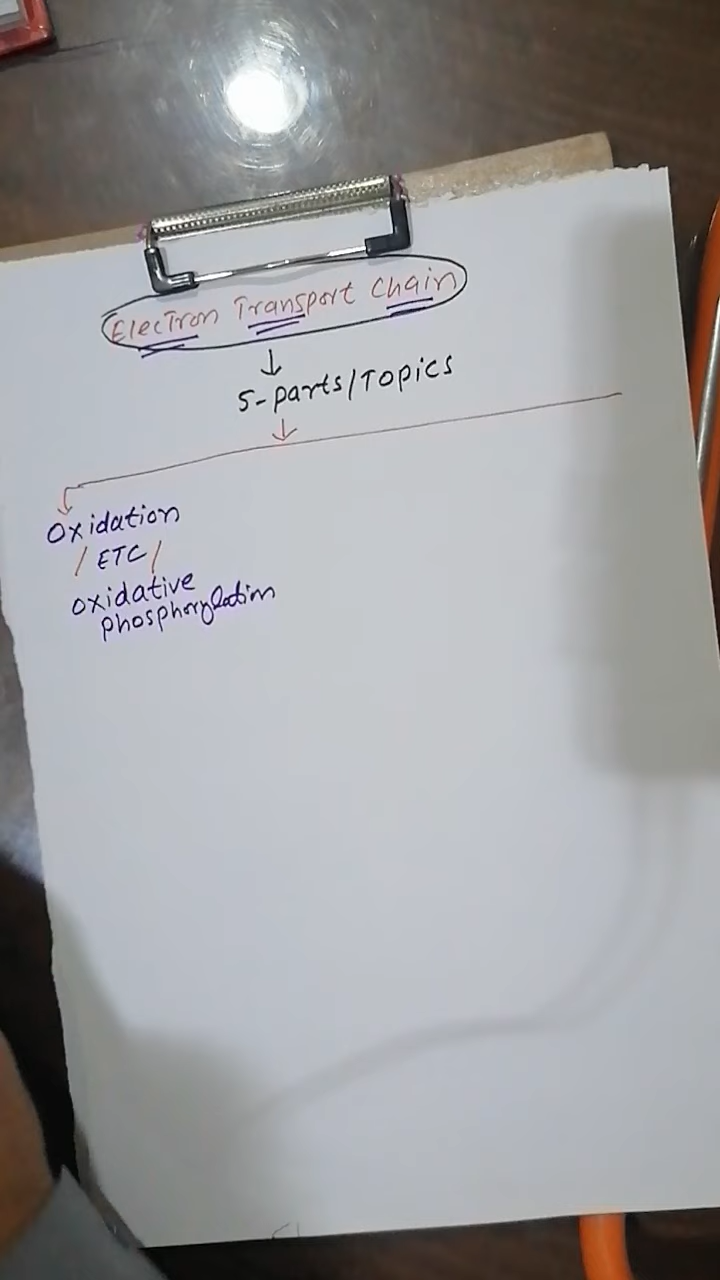 Electron Transport Chain
5-parts/Topics
Oxidation
/ ETC /
oxidative
phosphorylation